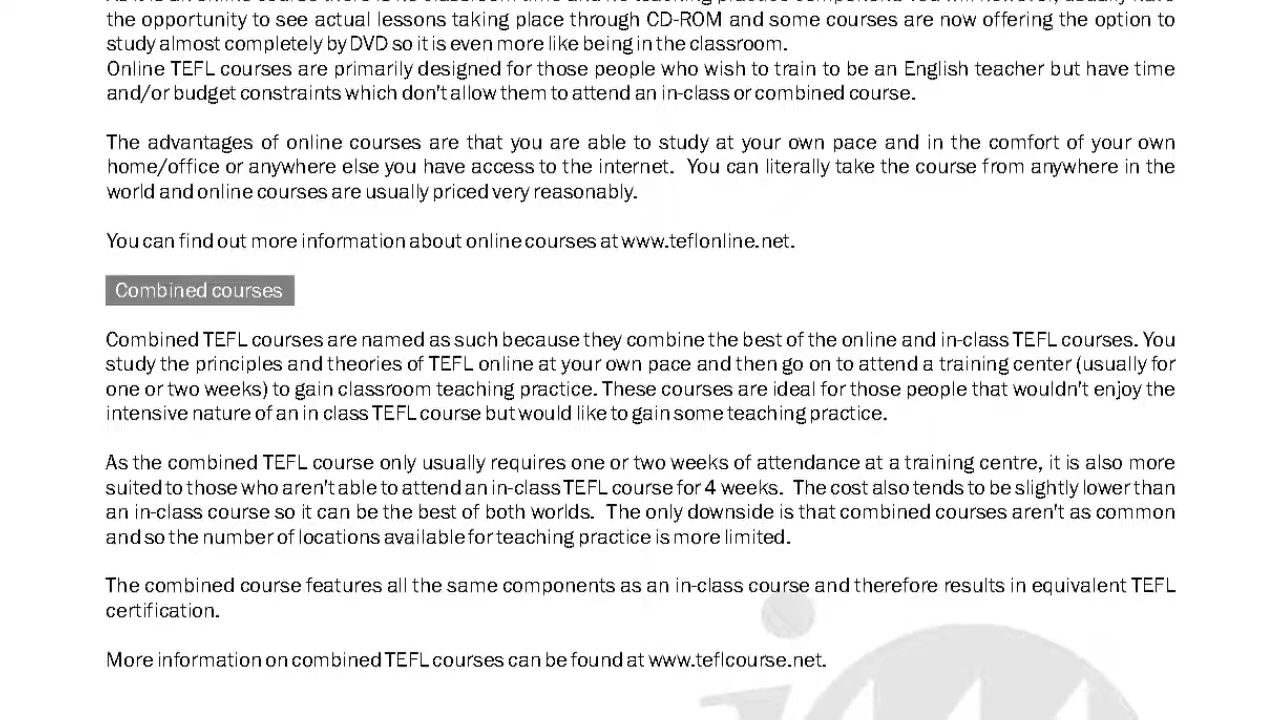 the opportunity to see actual lessons taking place through CD-ROM and some courses are now offering the option to
study almost completely by DVD so it is even more like being in the classroom.
Online TEFL courses are primarily designed for those people who wish to train to be an English teacher but have time
and/or budget constraints which don't allow them to attend an in-class or combined course.
The advantages of online courses are that you are able to study at your own pace and in the comfort of your own
home/office or anywhere else you have access to the internet. You can literally take the course from anywhere in the
world and online courses are usually priced very reasonably.
You can find out more information about online courses at www.teflonline.net.
Combined courses
Combined TEFL courses are named as such because they combine the best of the online and in-class TEFL courses. You
study the principles and theories of TEFL online at your own pace and then go on to attend a training center (usually for
one or two weeks) to gain classroom teaching practice. These courses are ideal for those people that wouldn't enjoy the
intensive nature of an in class TEFL course but would like to gain some teaching practice.
As the combined TEFL course only usually requires one or two weeks of attendance at a training centre, it is also more
suited to those who aren't able to attend an in-class TEFL course for 4 weeks. The cost also tends to be slightly lower than
an in-class course so it can be the best of both worlds. The only downside is that combined courses aren't as common
and so the number of locations available for teaching practice is more limited.
The combined course features all the same components as an in-class course and therefore results in equivalent TEFL
certification.
More information on combined TEFL courses can be found at www.teflcourse.net.